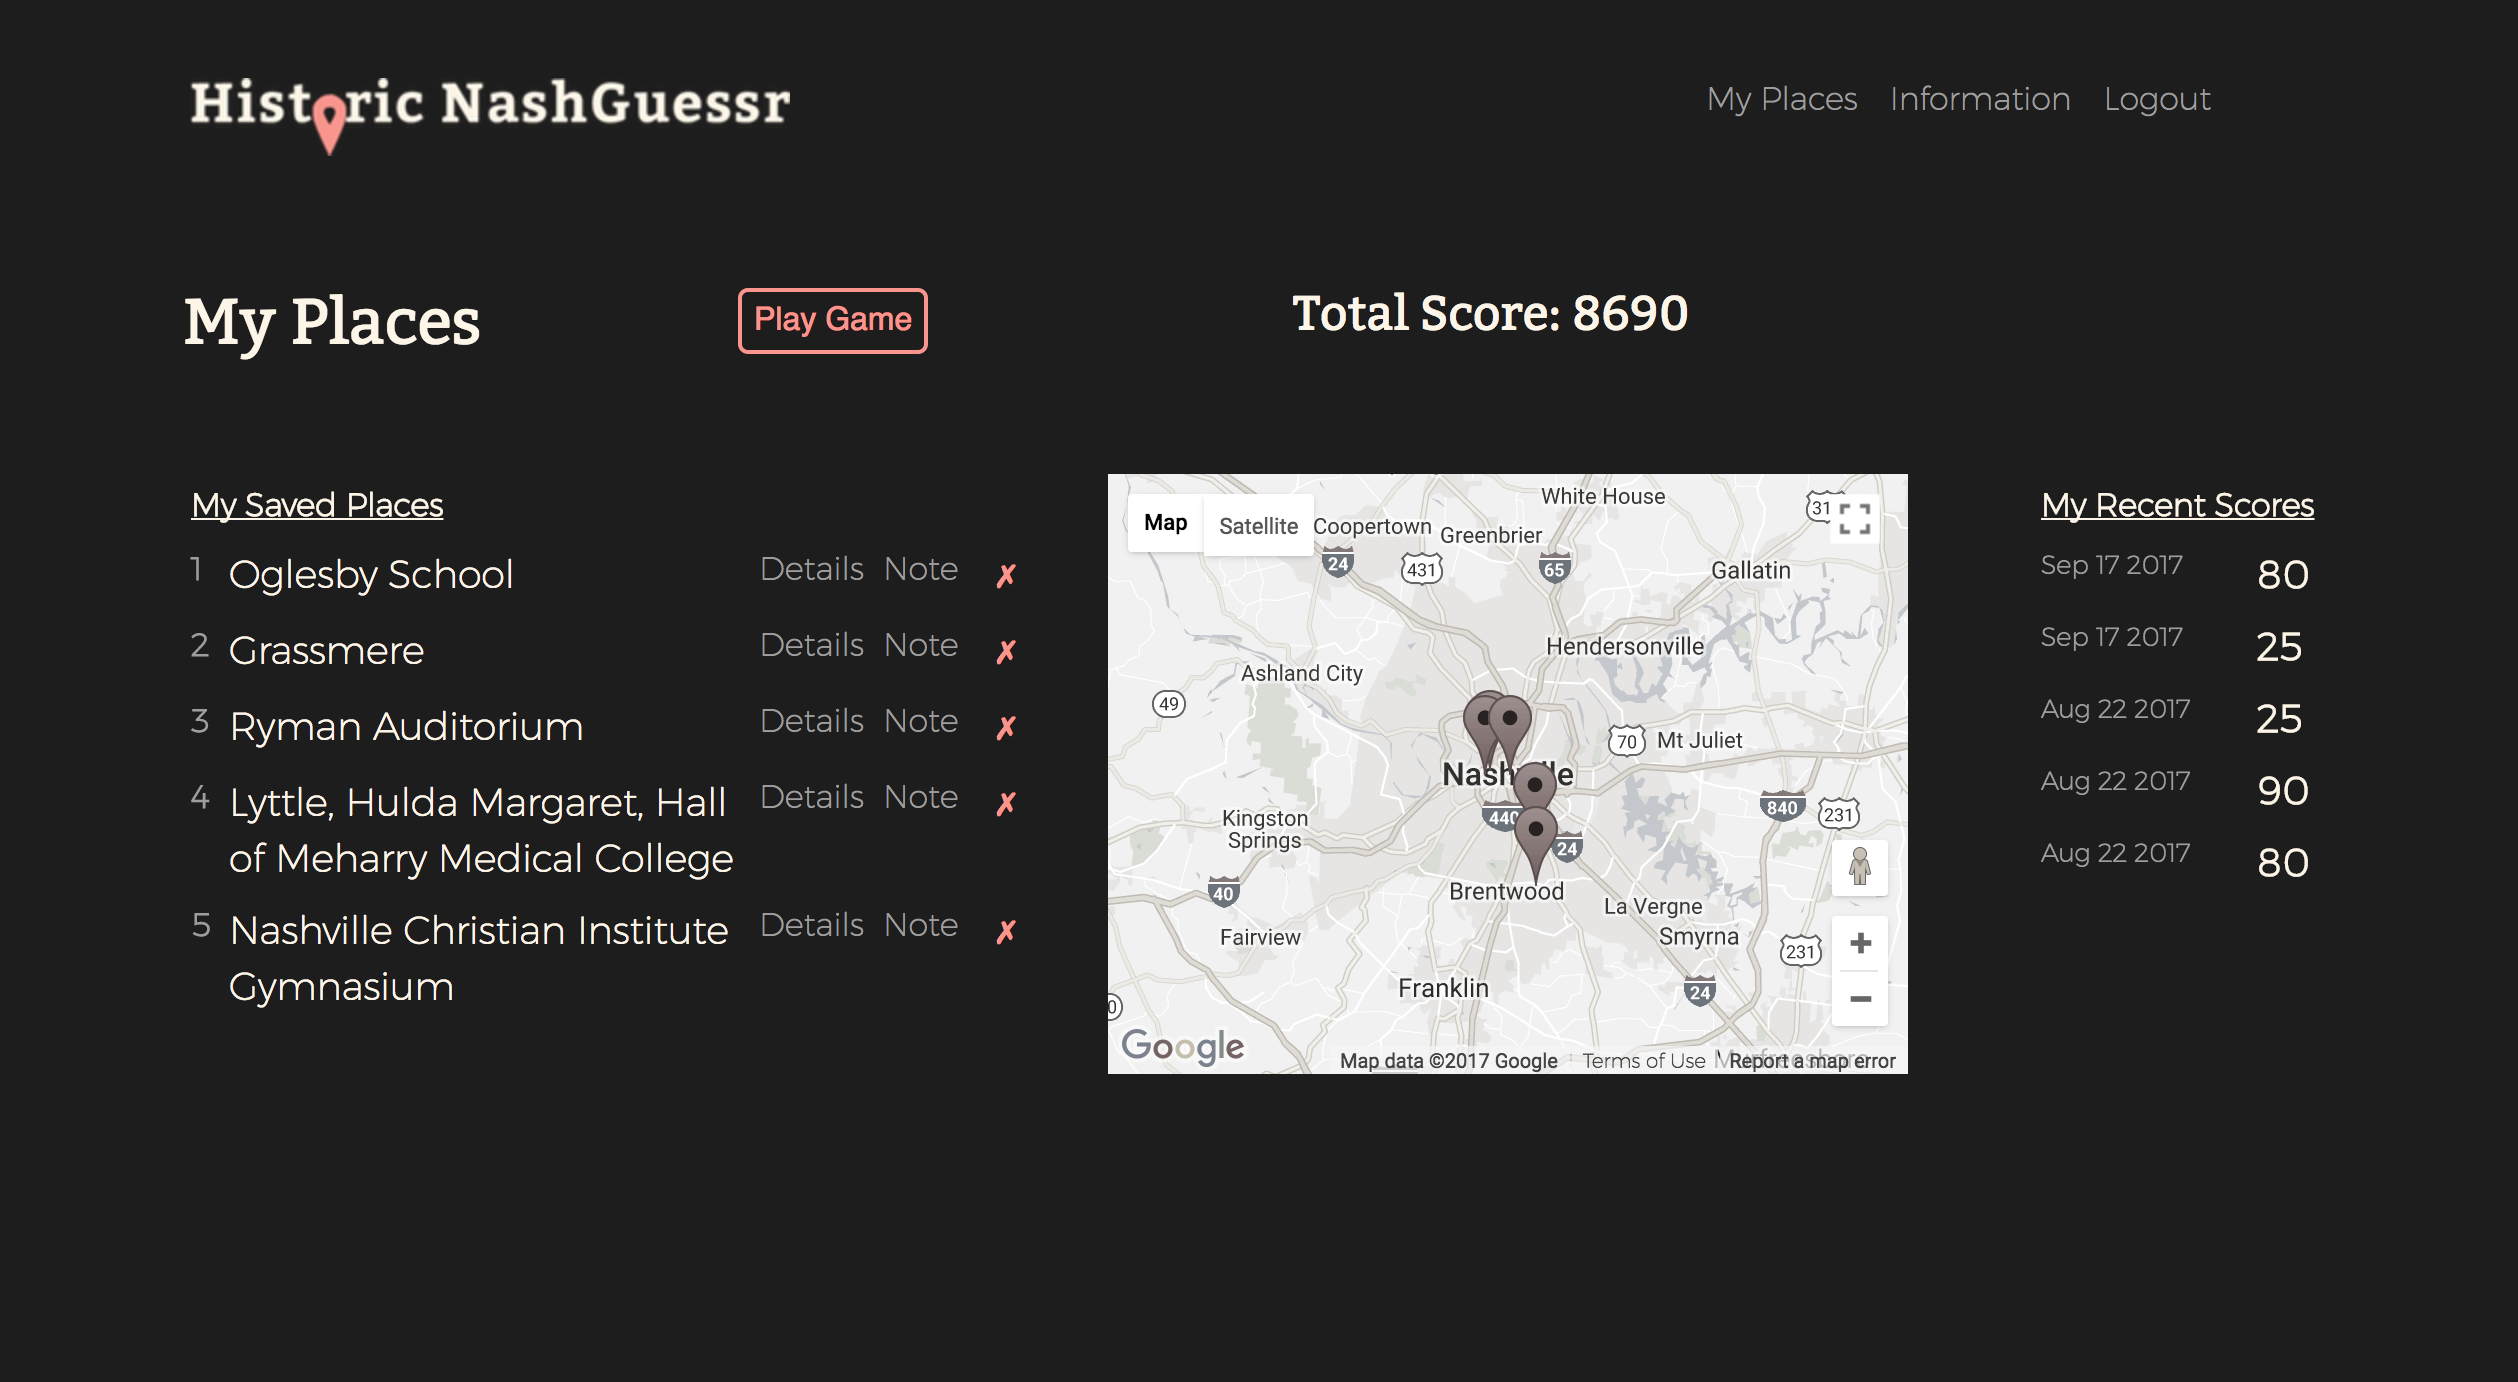 Historic NashGuessr
My Places Information Logout
My Places
Play Game
Total Score: 8690
My Saved Places
1 Oglesby School Details Note ✗
2 Grassmere Details Note ✗
3 Ryman Auditorium Details Note ✗
4 Lyttle, Hulda Margaret, Hall Details Note ✗
of Meharry Medical College
5 Nashville Christian Institute Details Note ✗
Gymnasium
Map Satellite
White House
31
Coopertown
Greenbrier
24
431
65
Gallatin
Hendersonville
Ashland City
49
70
Mt Juliet
840
231
Kingston
Springs
440
24
40
Brentwood
La Vergne
Fairview
Smyrna
231
Franklin
24
Google
Map data ©2017 Google
Terms of Use
Report a map error
My Recent Scores
Sep 17 2017 80
Sep 17 2017 25
Aug 22 2017 25
Aug 22 2017 90
Aug 22 2017 80